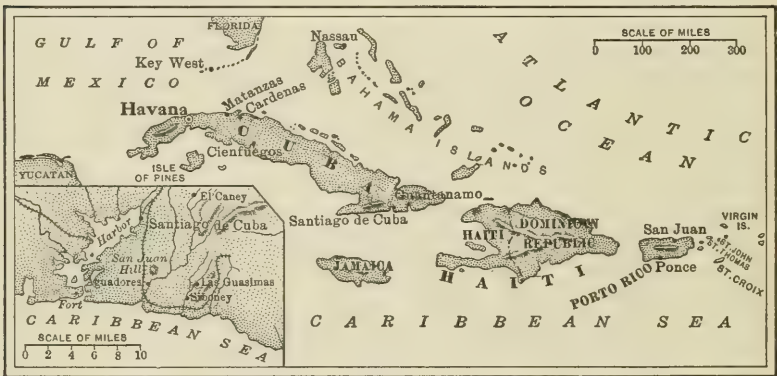 FLORIDA
GULF OF
MEXICO
Key West
Nassau
BAHAMA ISLANDS
ATLANTIC
OCEAN
SCALE OF MILES
0 100 200 300
Havana
Matanzas
Cardenas
CUBA
Cienfuegos
ISLE
OF PINES
YUCATAN
Guantanamo
Santiago de Cuba
JAMAICA
HAITI
DOMINICAN
REPUBLIC
HAITI
San Juan
Ponce
PORTO RICO
VIRGIN
IS.
ST. JOHN
ST. THOMAS
ST. CROIX
CARIBBEAN SEA
El Caney
Harbor
Santiago de Cuba
San Juan
Hill
Aguadores
Las Guasimas
Siboney
Fort
CARIBBEAN SEA
SCALE OF MILES
0 2 4 6 8 10